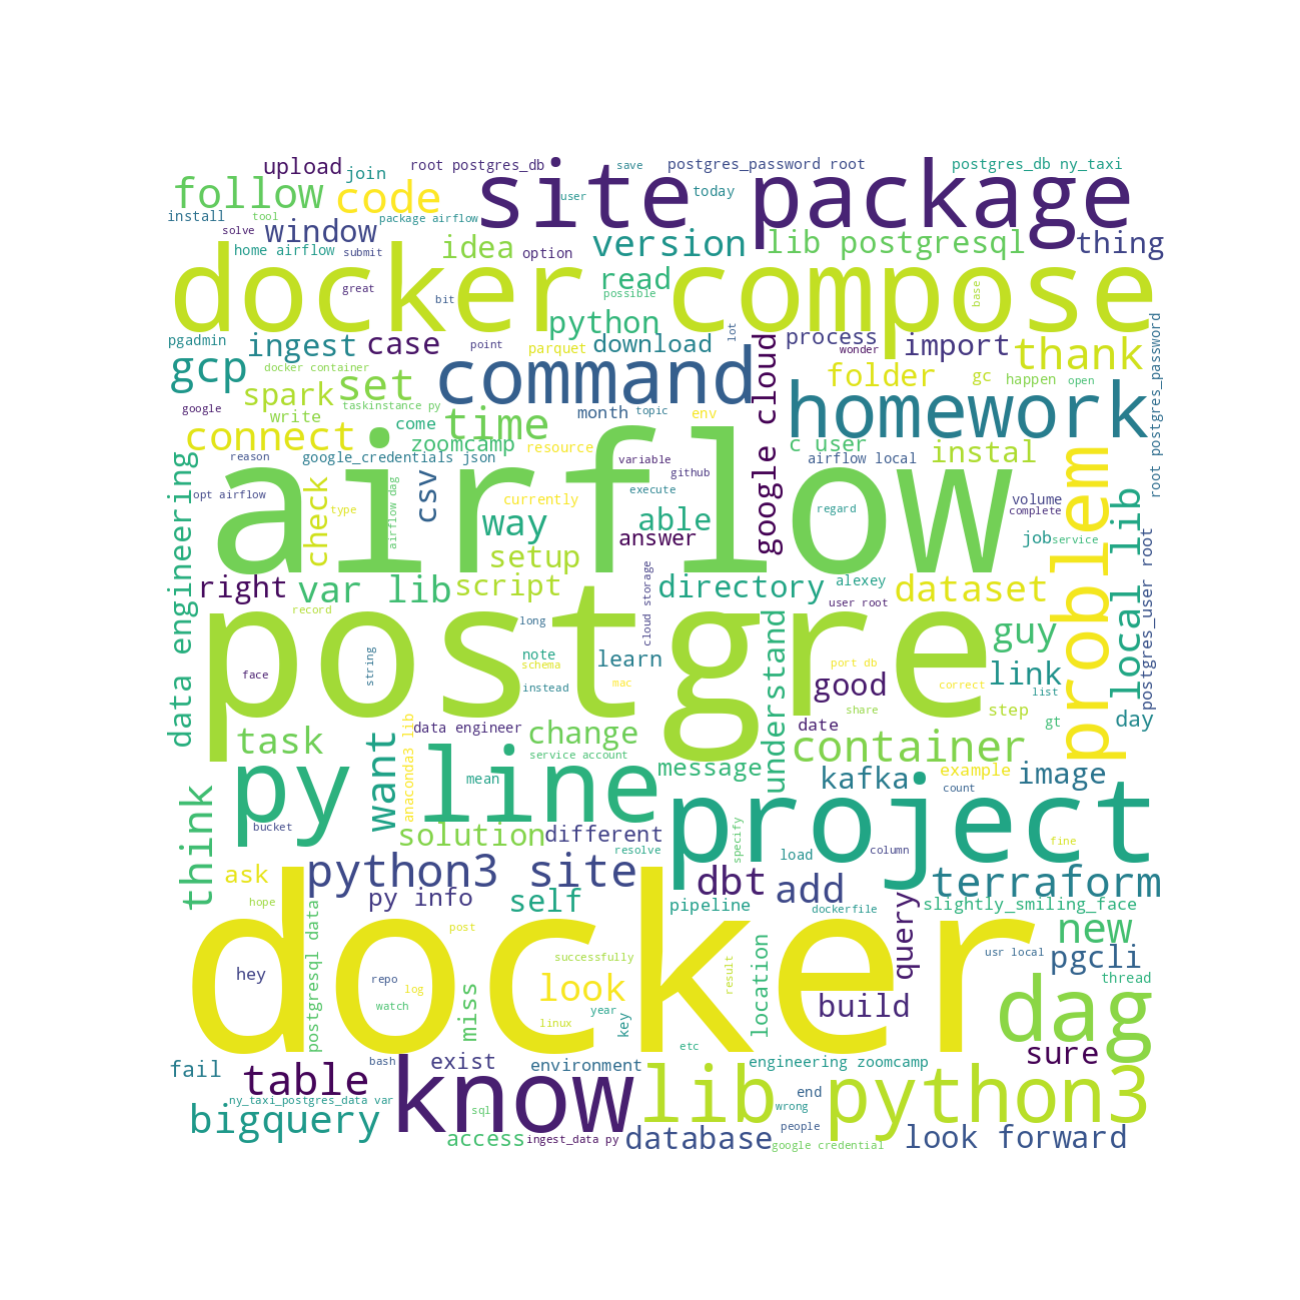 upload
join
root postgres_db
site package
save
postgres_password root
postgres_db ny_taxi
follow
code
user
today
install
tool
package airflow
solve
window
home airflow
submit
idea
option
version
lib postgresql
thing
docker compose
great
bit
read
possible
base
python
lot
root postgres_password
pgadmin
ingest
case
point
parquet
download
process
wonder
import
thank
gcp
docker container
command
google cloud
folder
gc
happen
open
spark
set
taskinstance py
google
write
come
time
month
topic
env
homework
connect
zoomcamp
resource
c user
instal
reason
google_credentials json
variable
github
airflow local
problem
data engineering
airflow
opt airflow
check
type
airflow dag
csv
currently
way
execute
able
answer
regard
volume
complete
local lib
setup
job
service
right
var lib
script
cloud storage
directory
alexey
dataset
user root
postgres_user root
record
postgre
long
note
schema
instead
learn
mac
understand
port db
good
guy
link
correct
list
face
string
share
step
gt
day
task
data engineer
change
date
container
want
anaconda3 lib
service account
message
kafka
example
image
count
py line
mean
project
think
bucket
solution
different
resolve
specify
load
column
fine
ask
python3 site
dbt
add
terraform
hope
py info
self
pipeline
dockerfile
query
slightly_smiling_face
new
postgresql data
docker
post
successfully
location
result
usr local
pgcli
hey
repo
log
watch
miss
look
linux
year
key
build
thread
dag
etc
sure
fail
bash
exist
environment
engineering zoomcamp
table
know
lib python3
end
ny_taxi_postgres_data var
sql
wrong
bigquery
people
access
ingest_data py
database
google credential
look forward